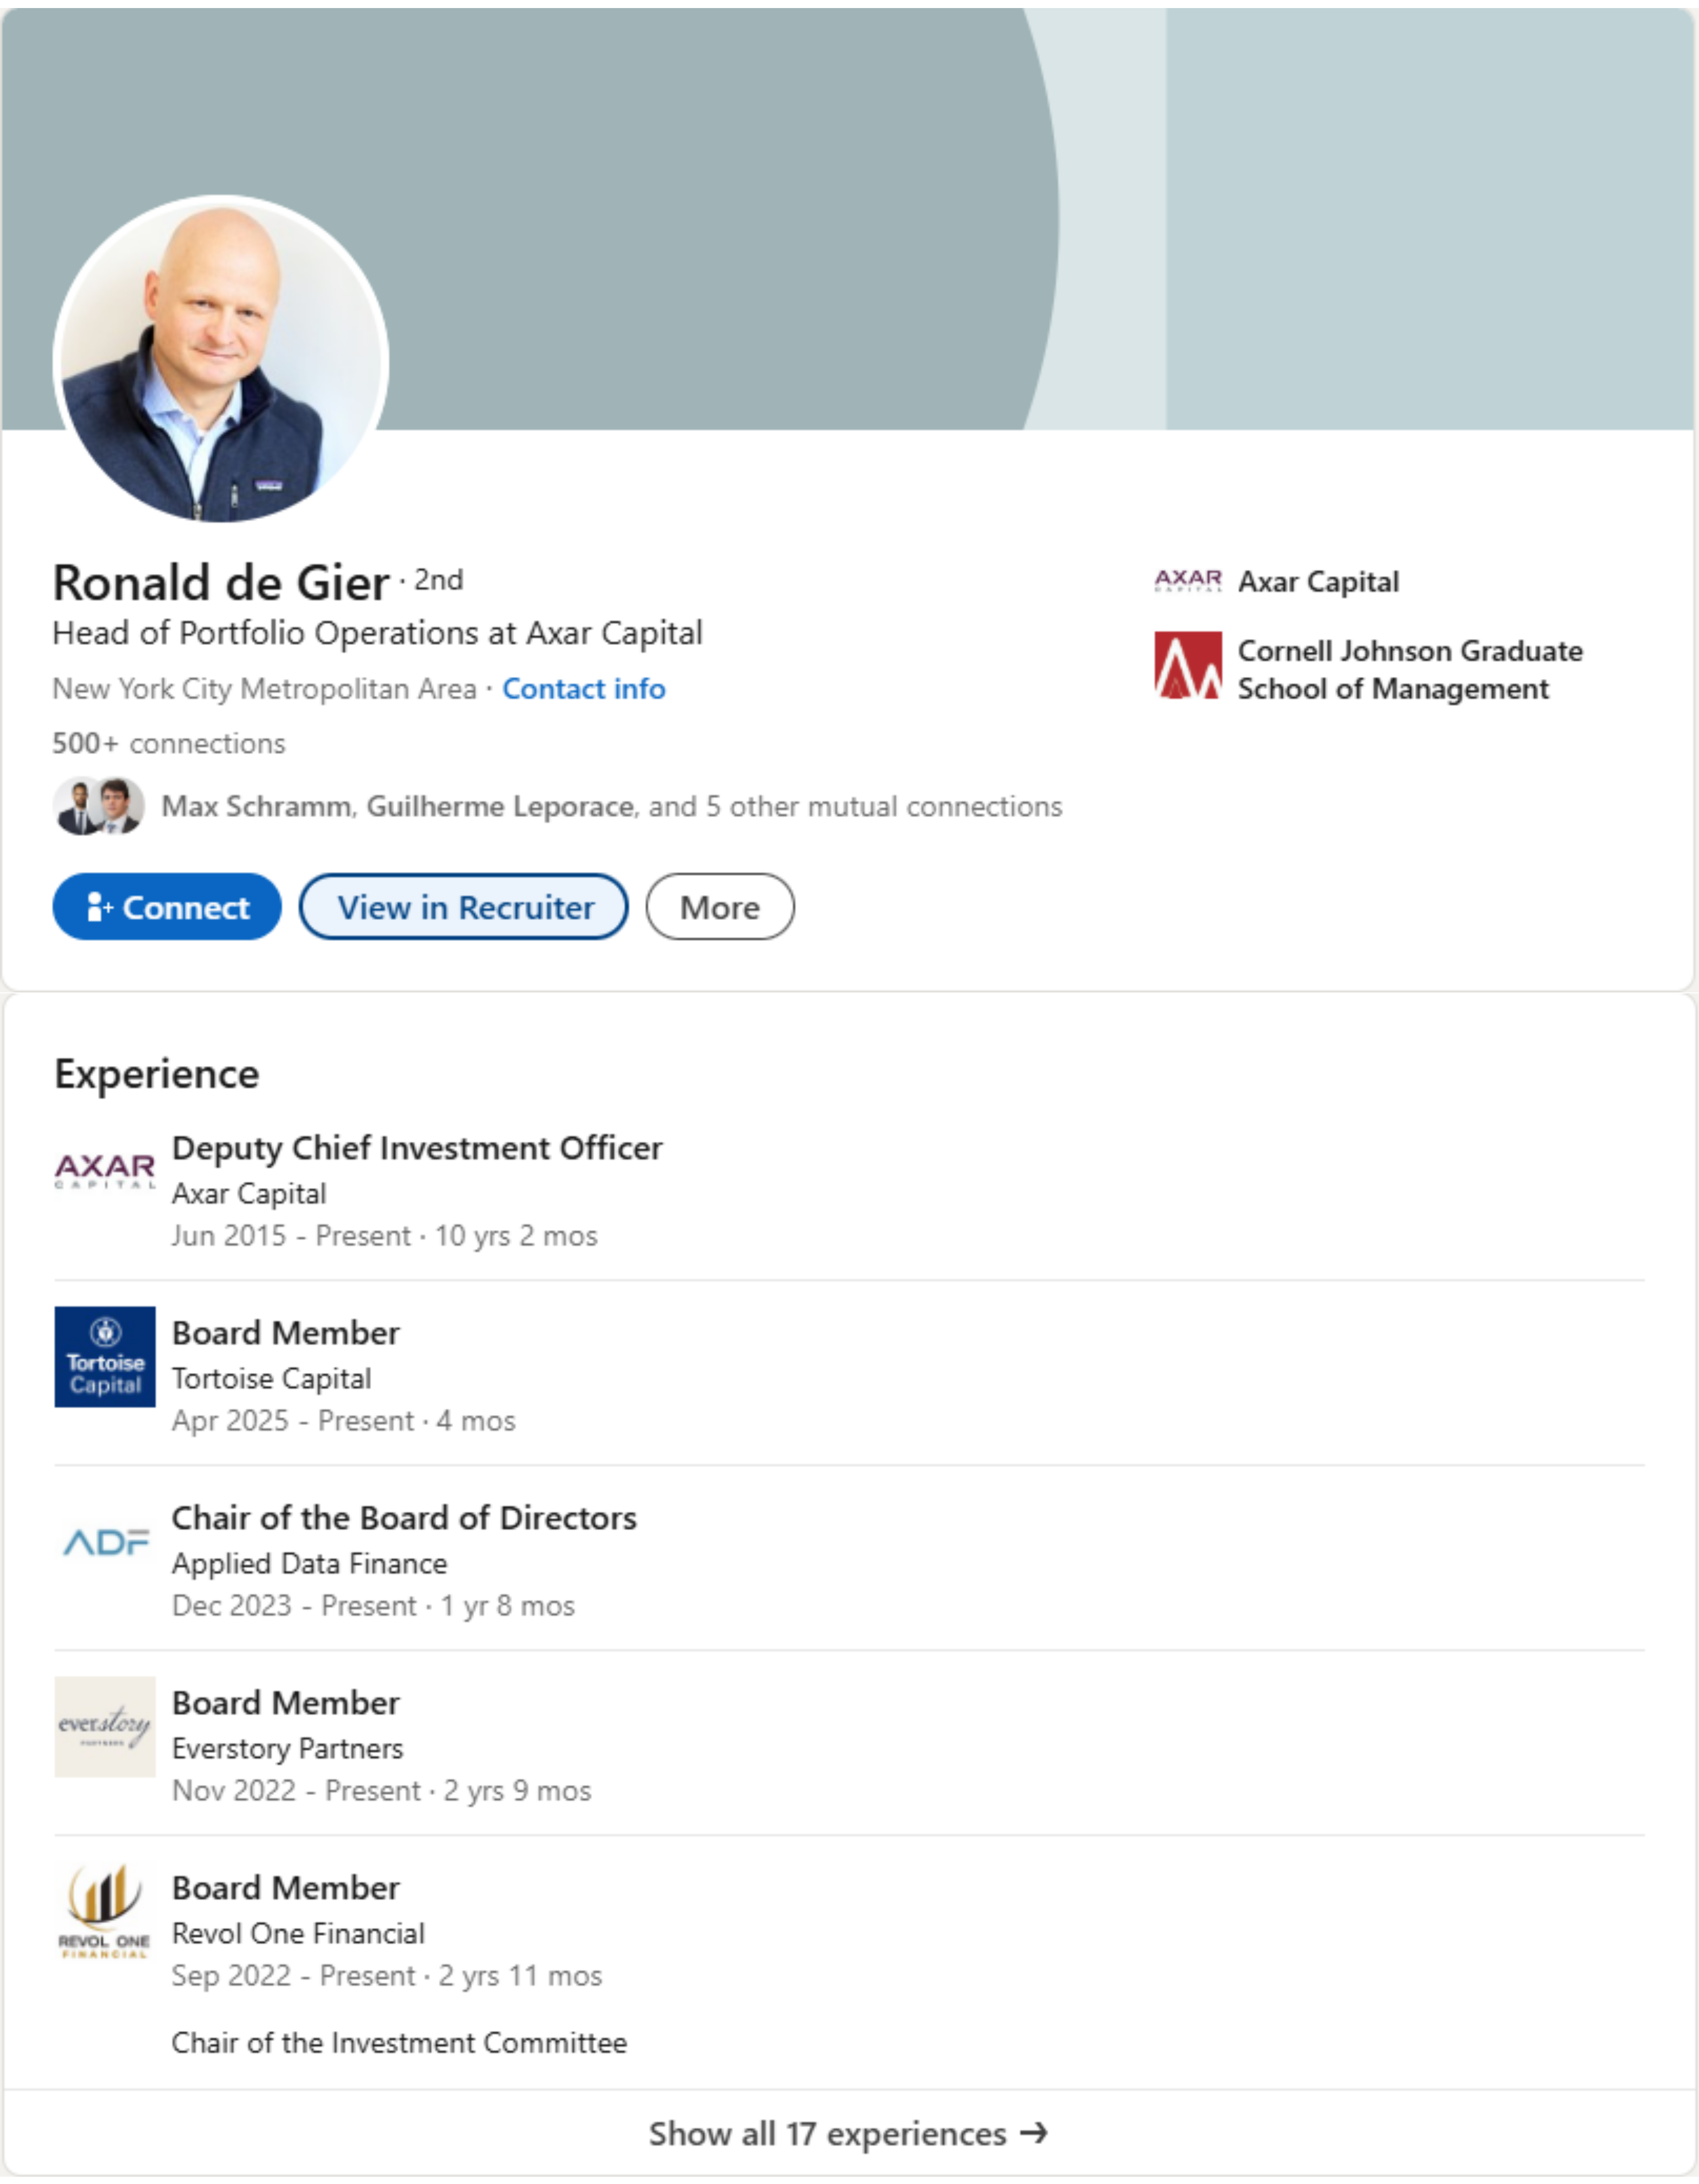 Ronald de Gier · 2nd
Head of Portfolio Operations at Axar Capital
New York City Metropolitan Area · Contact info
500+ connections
Max Schramm, Guilherme Leporace, and 5 other mutual connections
Connect
View in Recruiter
More
AXAR
CAPITAL
Axar Capital
Cornell Johnson Graduate
School of Management
Experience
AXAR
CAPITAL
Deputy Chief Investment Officer
Axar Capital
Jun 2015 - Present · 10 yrs 2 mos
Tortoise
Capital
Board Member
Tortoise Capital
Apr 2025 - Present · 4 mos
ADF
Chair of the Board of Directors
Applied Data Finance
Dec 2023 - Present · 1 yr 8 mos
everstory
PARTNERS
Board Member
Everstory Partners
Nov 2022 - Present · 2 yrs 9 mos
REVOL ONE
FINANCIAL
Board Member
Revol One Financial
Sep 2022 - Present · 2 yrs 11 mos
Chair of the Investment Committee
Show all 17 experiences →